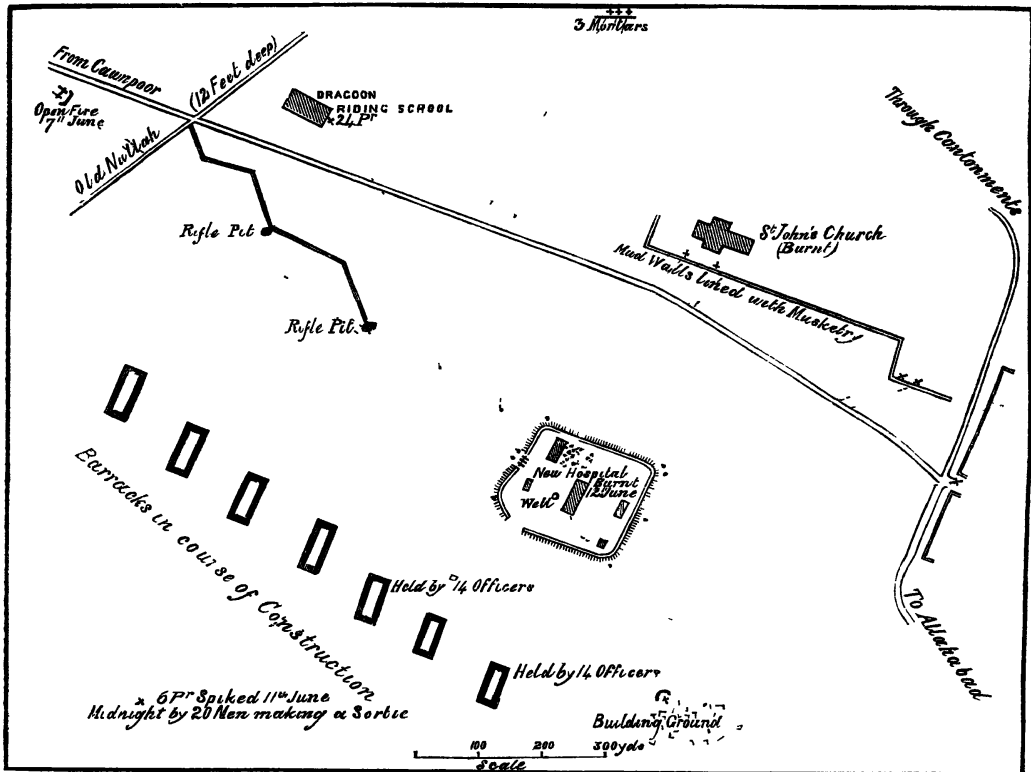 3 Mortars
From Cawnpoor
(12 Feet deep)
Open Fire
7" June
Old Nullah
DRAGOON
RIDING SCHOOL
24 Pr
Through Cantonments
St John's Church
(Burnt)
Mud Walls lined with Musketry
Rifle Pit
Rifle Pit
New Hospital
Burnt
12 June
Well
Barracks in course of Construction
Held by 14 Officers
Held by 14 Officers
To Allahabad
6 Pr Spiked 11th June
Midnight by 20 Men making a Sortie
Building Ground
100 200 300 yds
Scale